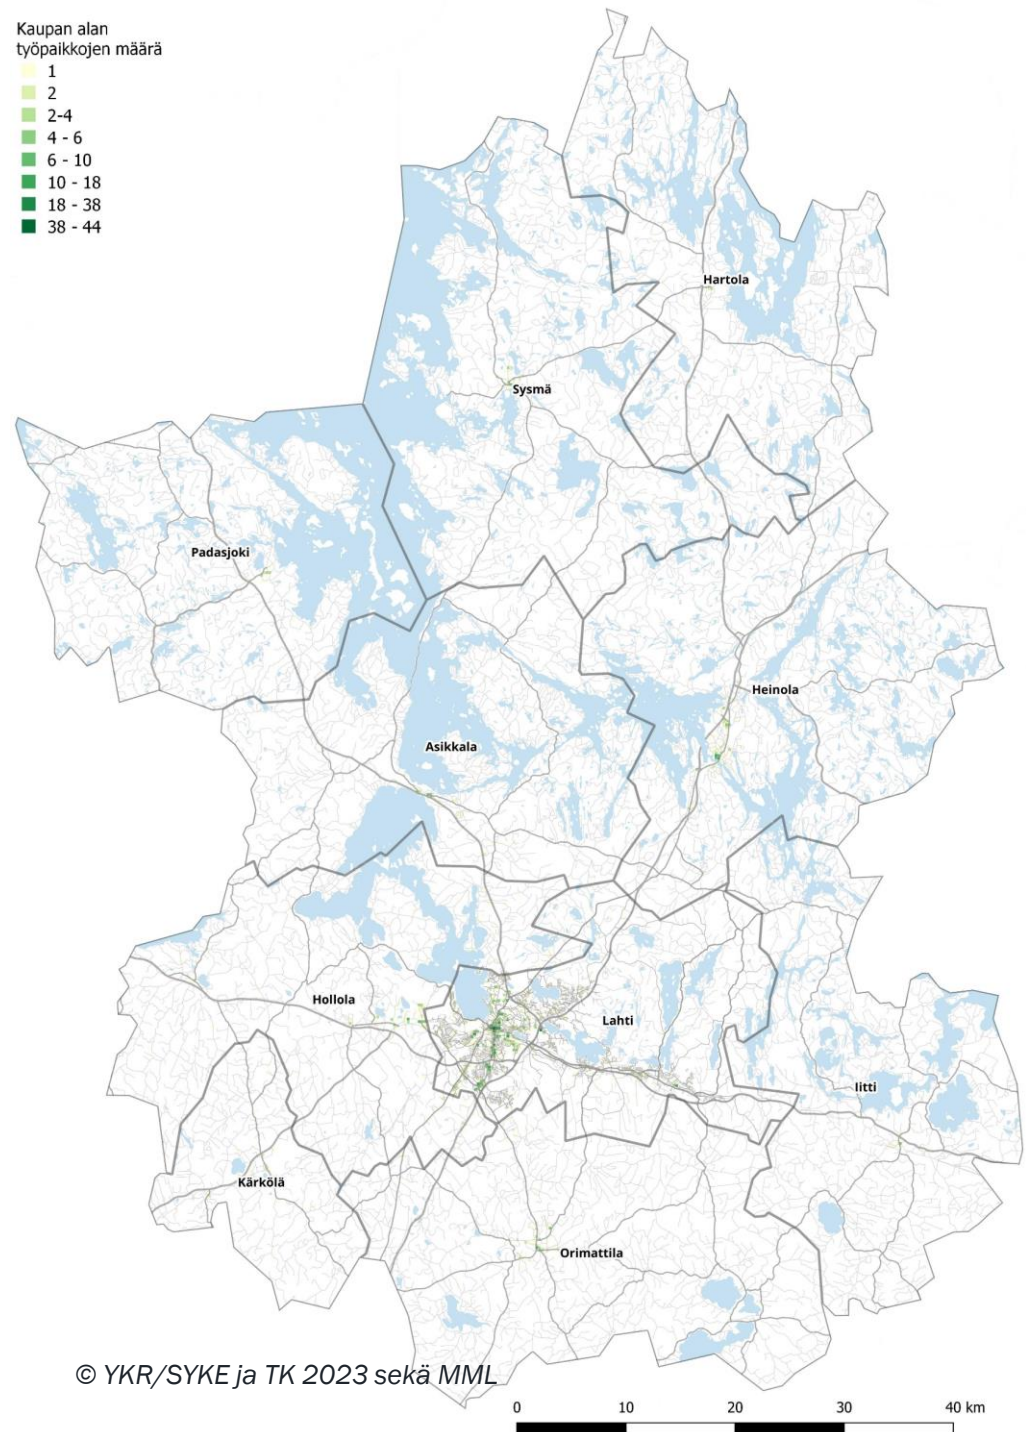 Kaupan alan
työpaikkojen määrä
1
2
2-4
4 - 6
6 - 10
10 - 18
18 - 38
38 - 44
Hartola
Sysmä
Padasjoki
Heinola
Asikkala
Hollola
Lahti
Iitti
Kärkölä
Orimattila
© YKR/SYKE ja TK 2023 sekä MML
0 10 20 30 40 km